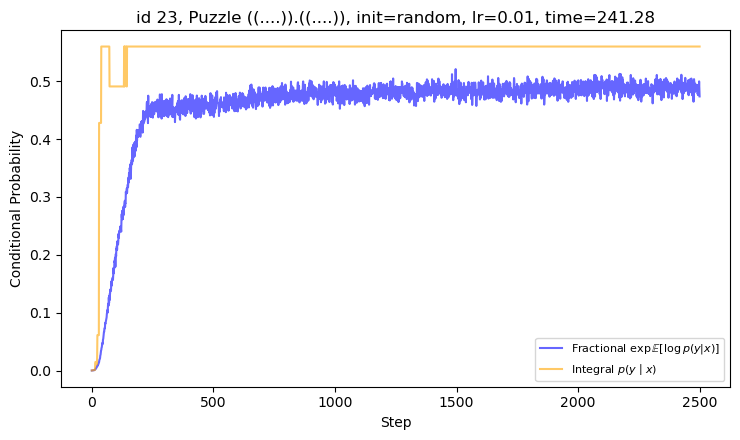 id 23, Puzzle ((....)).((....)), init=random, lr=0.01, time=241.28
Conditional Probability
0.5
0.4
0.3
0.2
0.1
0.0
Fractional exp𝔼[log p(y|x)]
Integral p(y | x)
0 500 1000 1500 2000 2500
Step